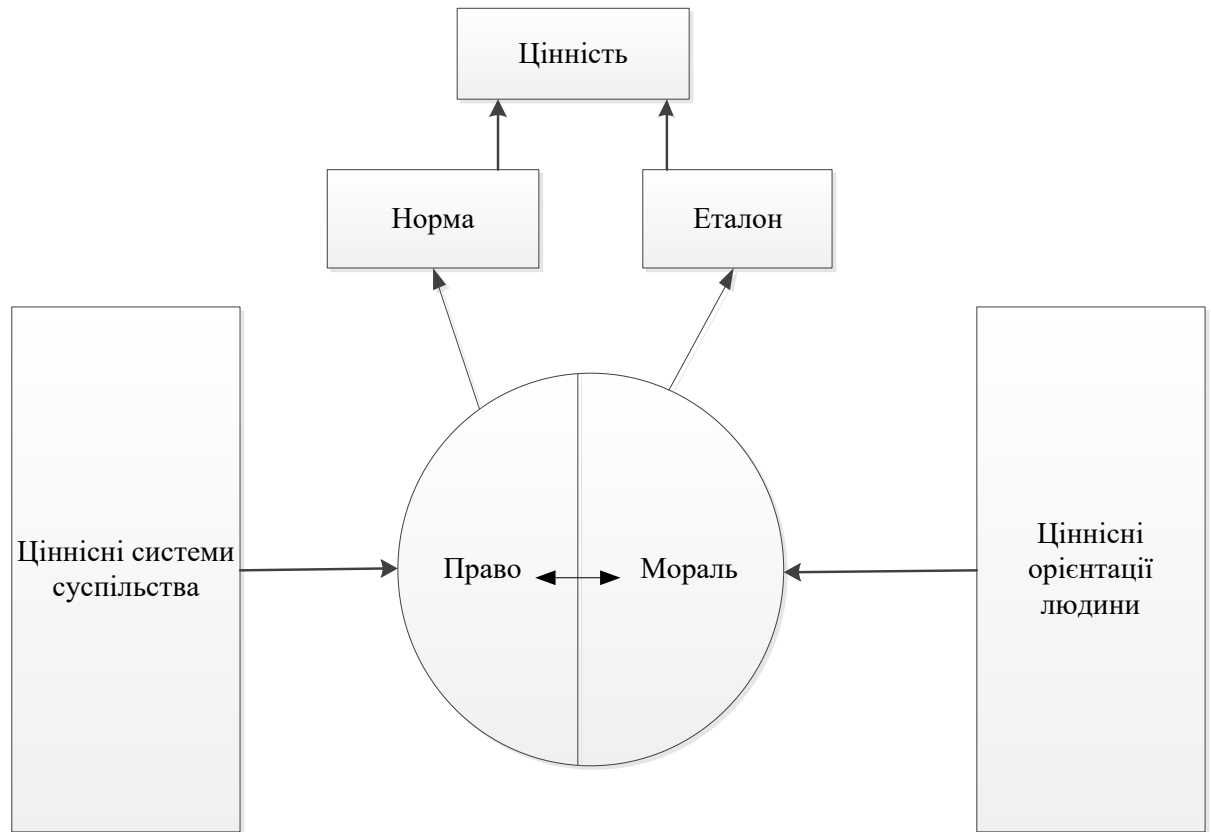 Цінність
Норма
Еталон
Ціннісні системи
суспільства
Право
Мораль
Ціннісні
орієнтації
людини